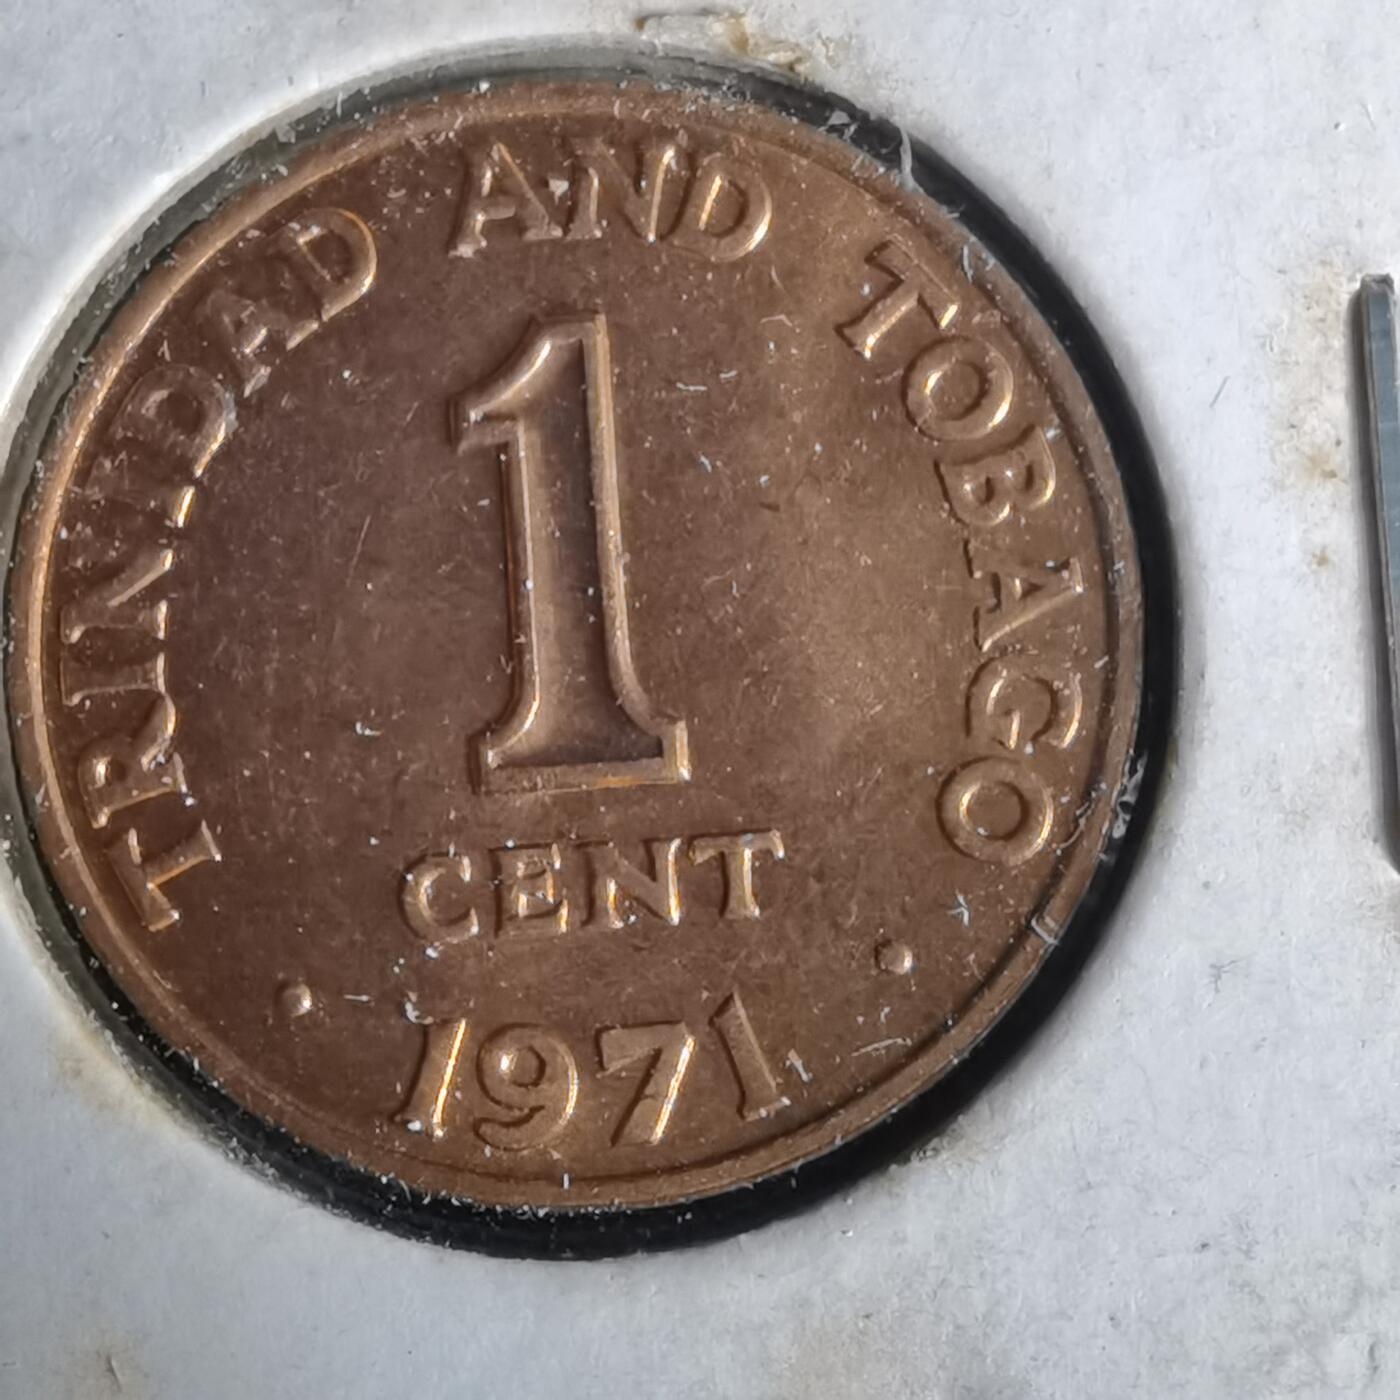 TRINIDAD AND TOBAGO
1
CENT
1971